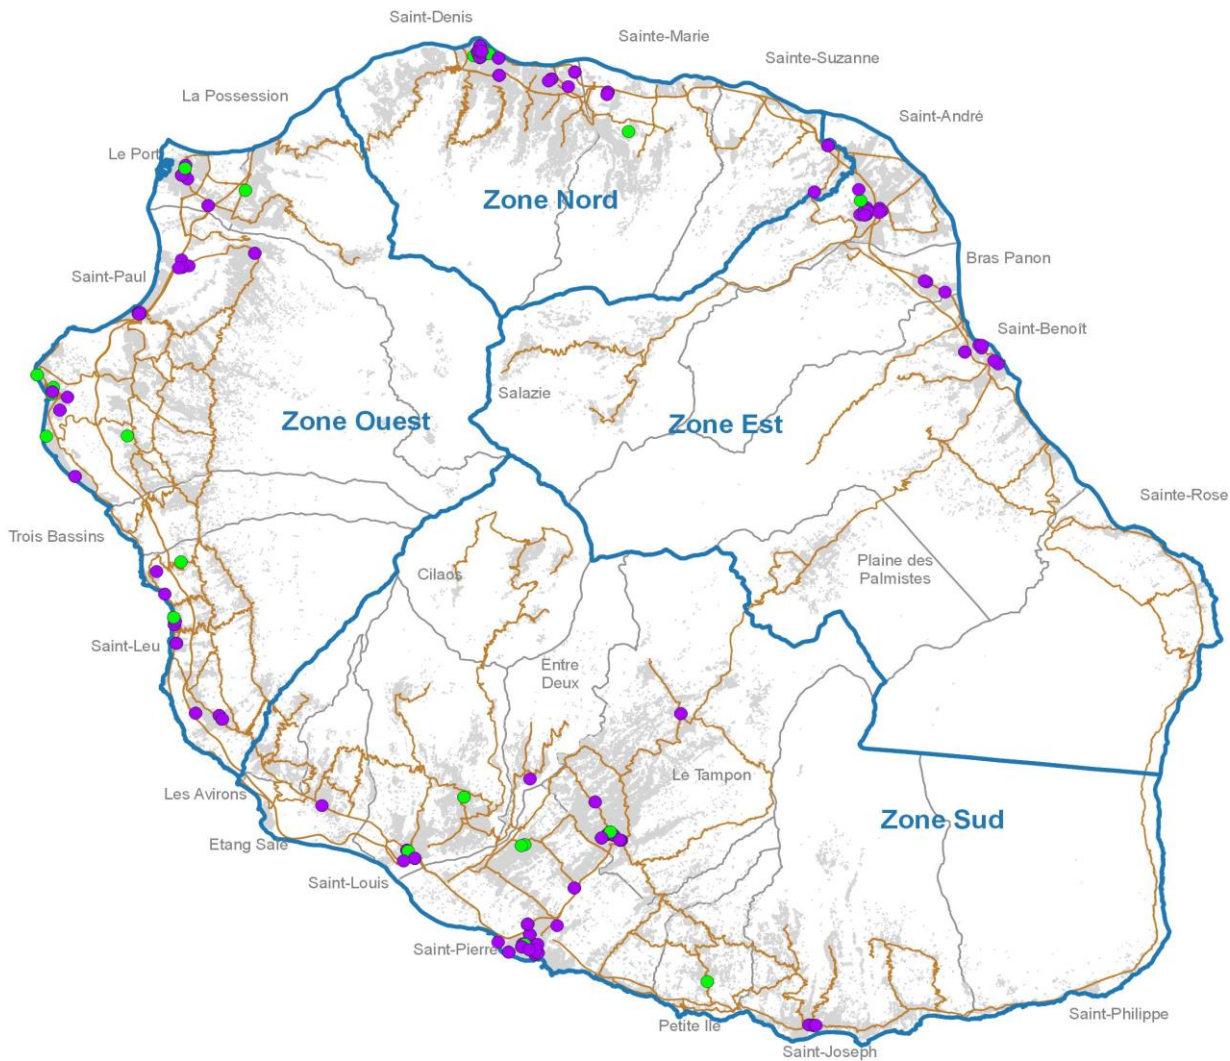 Saint-Denis
Sainte-Marie
Sainte-Suzanne
La Possession
Saint-André
Le Port
Zone Nord
Bras Panon
Saint-Paul
Saint-Benoît
Salazie
Zone Ouest
Zone Est
Sainte-Rose
Trois Bassins
Plaine des
Palmistes
Cilaos
Saint-Leu
Entre
Deux
Le Tampon
Les Avirons
Zone Sud
Etang Salé
Saint-Louis
Saint-Pierre
Saint-Philippe
Petite Ile
Saint-Joseph